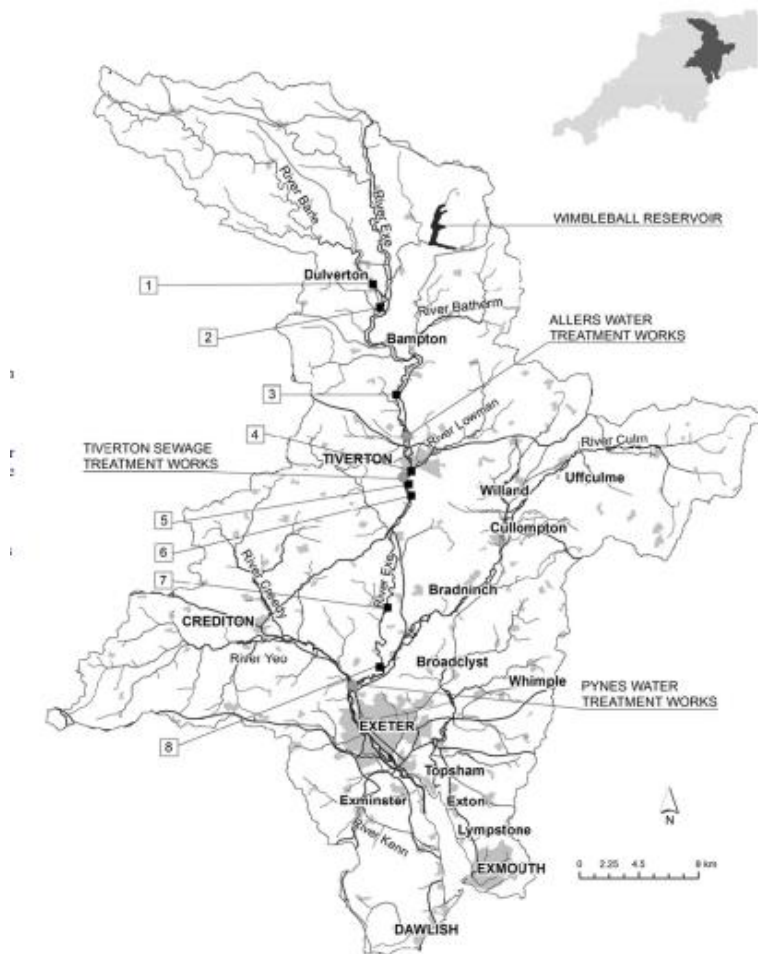 WIMBLEBALL RESERVOIR
River Barle
River Exe
Dulverton
1
2
River Batherm
ALLERS WATER
TREATMENT WORKS
Bampton
3
River Lowman
4
River Culm
TIVERTON SEWAGE
TREATMENT WORKS
TIVERTON
Uffculme
Willand
5
Cullompton
6
River Creedy
7
River Exe
Bradninch
CREDITON
River Yeo
Broadclyst
Whimple
PYNES WATER
TREATMENT WORKS
8
EXETER
Topsham
Exminster
Exton
N
River Kenn
Lympstone
EXMOUTH
0 2.25 4.5 9 km
DAWLISH